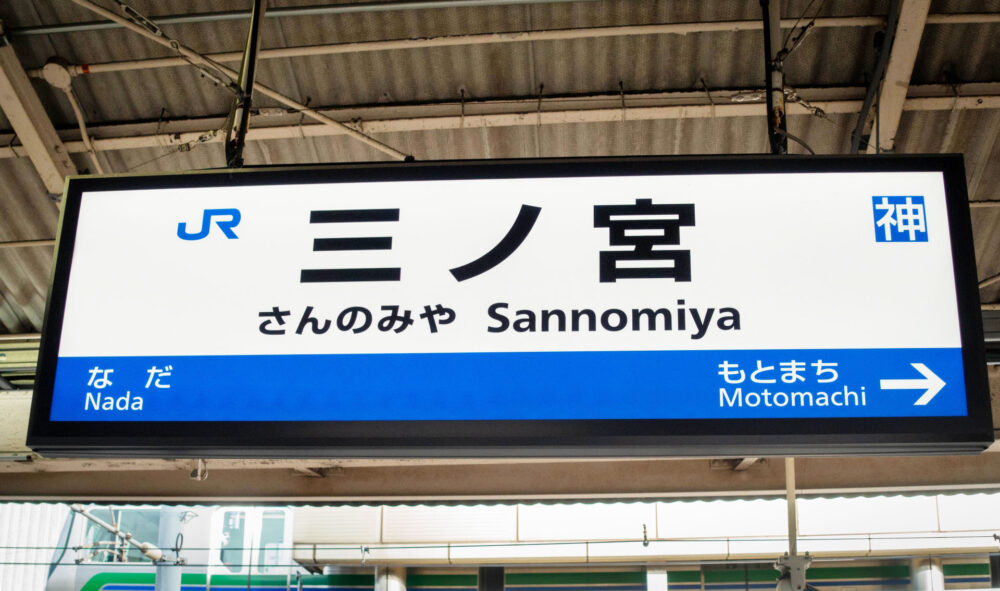 JR 三ノ宮 神
さんのみや Sannomiya
なだ もとまち →
Nada Motomachi